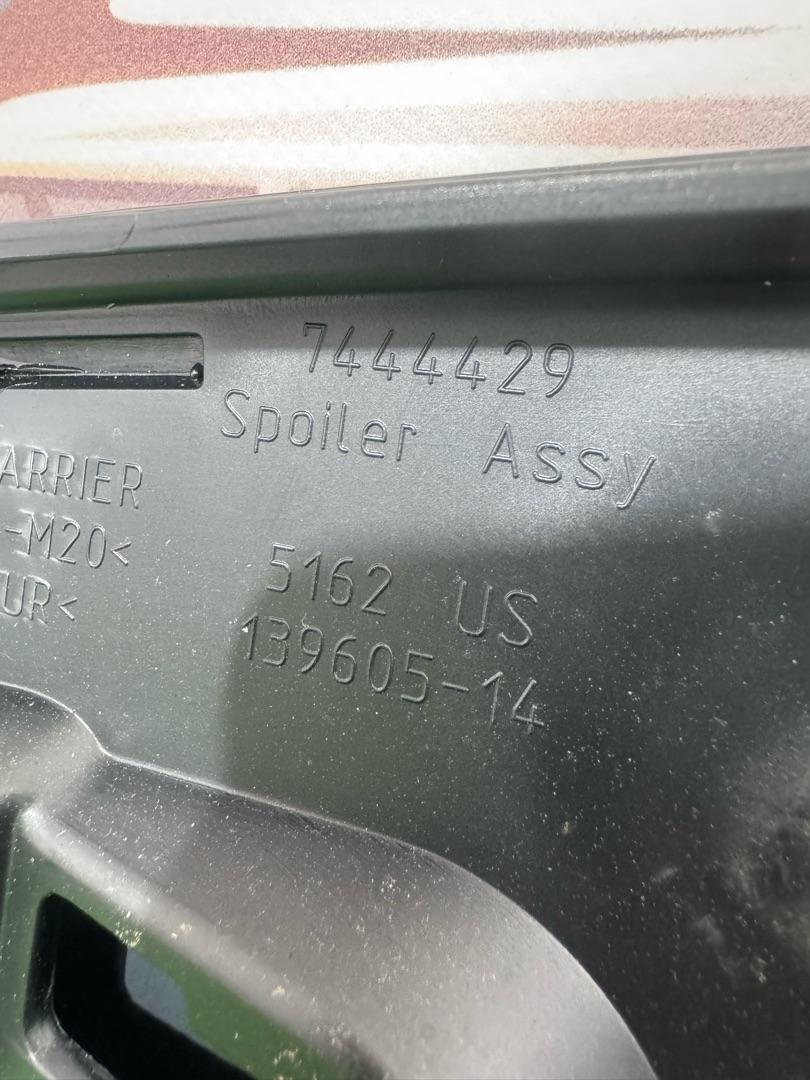 7444429
Spoiler Assy
ARRIER
-M20<
UR<
5162 US
139605-14